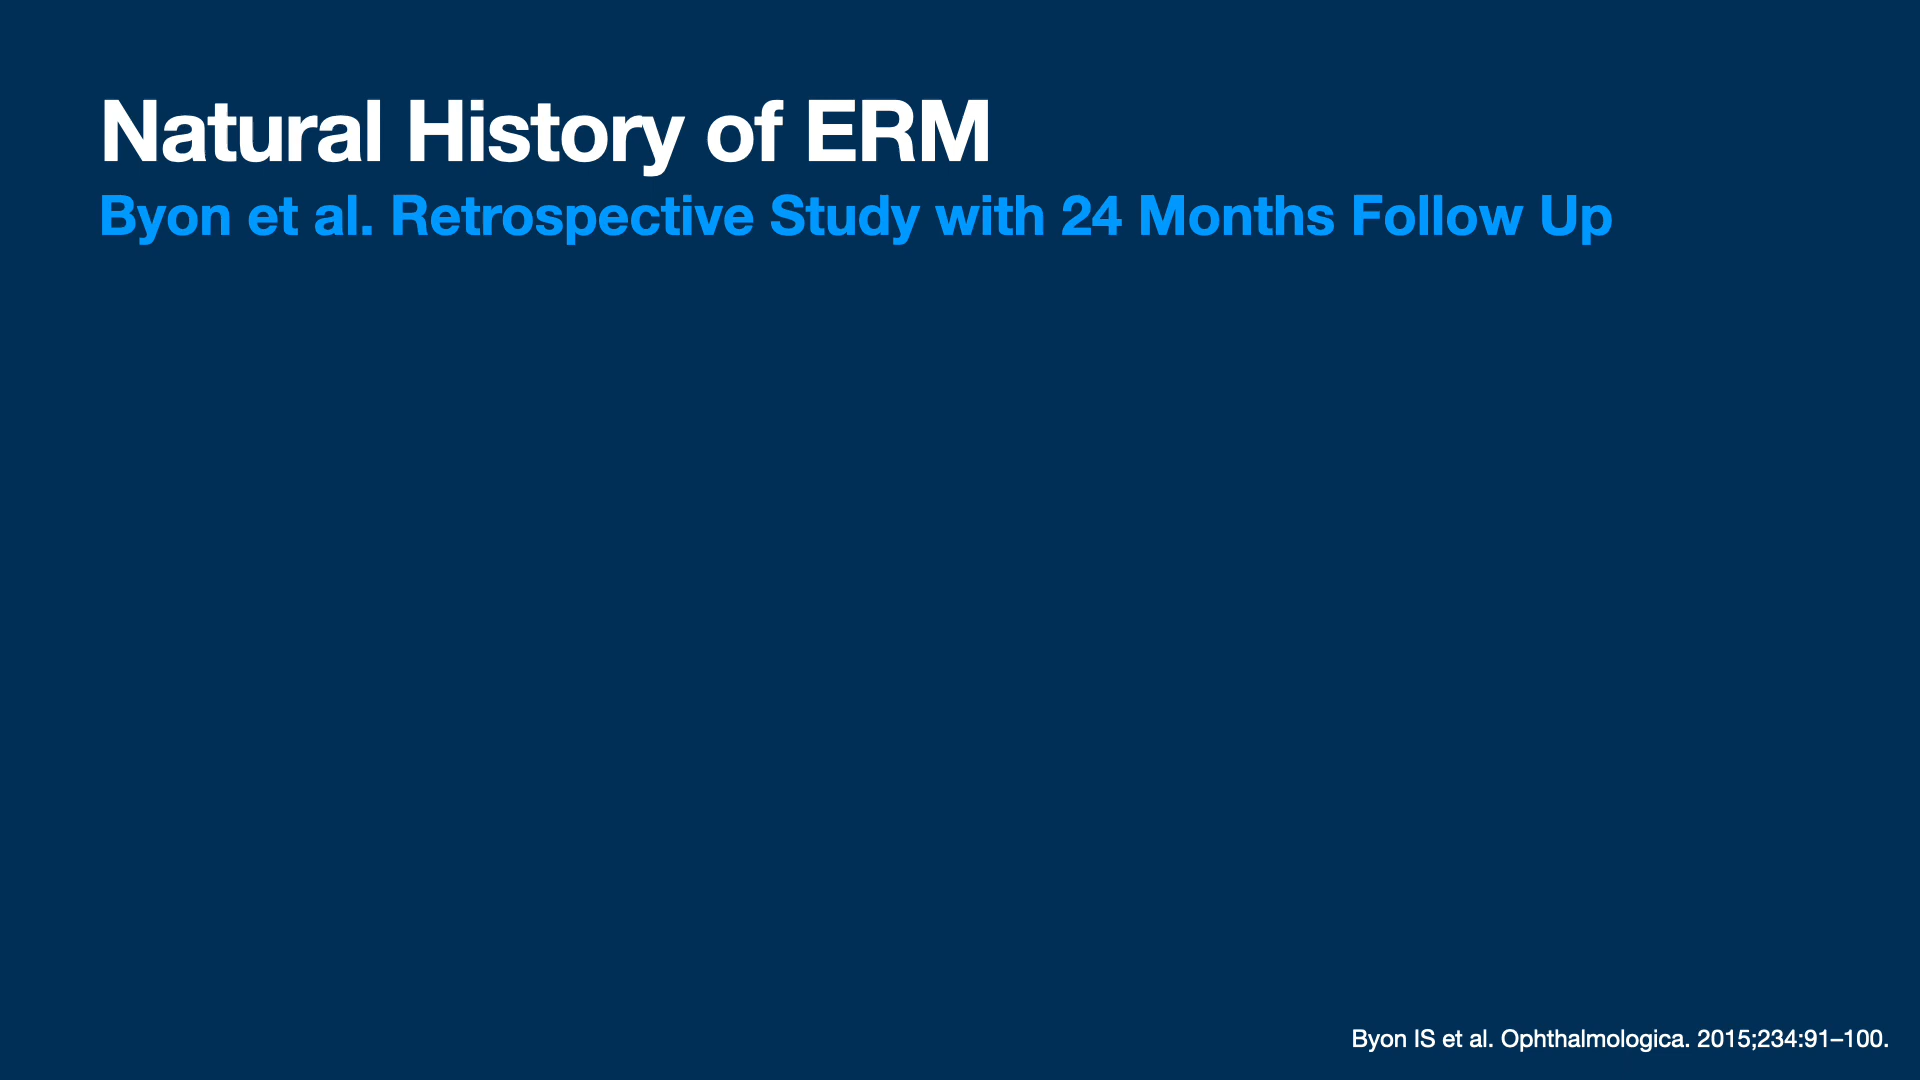 Natural History of ERM
Byon et al. Retrospective Study with 24 Months Follow Up
Byon IS et al. Ophthalmologica. 2015;234:91–100.